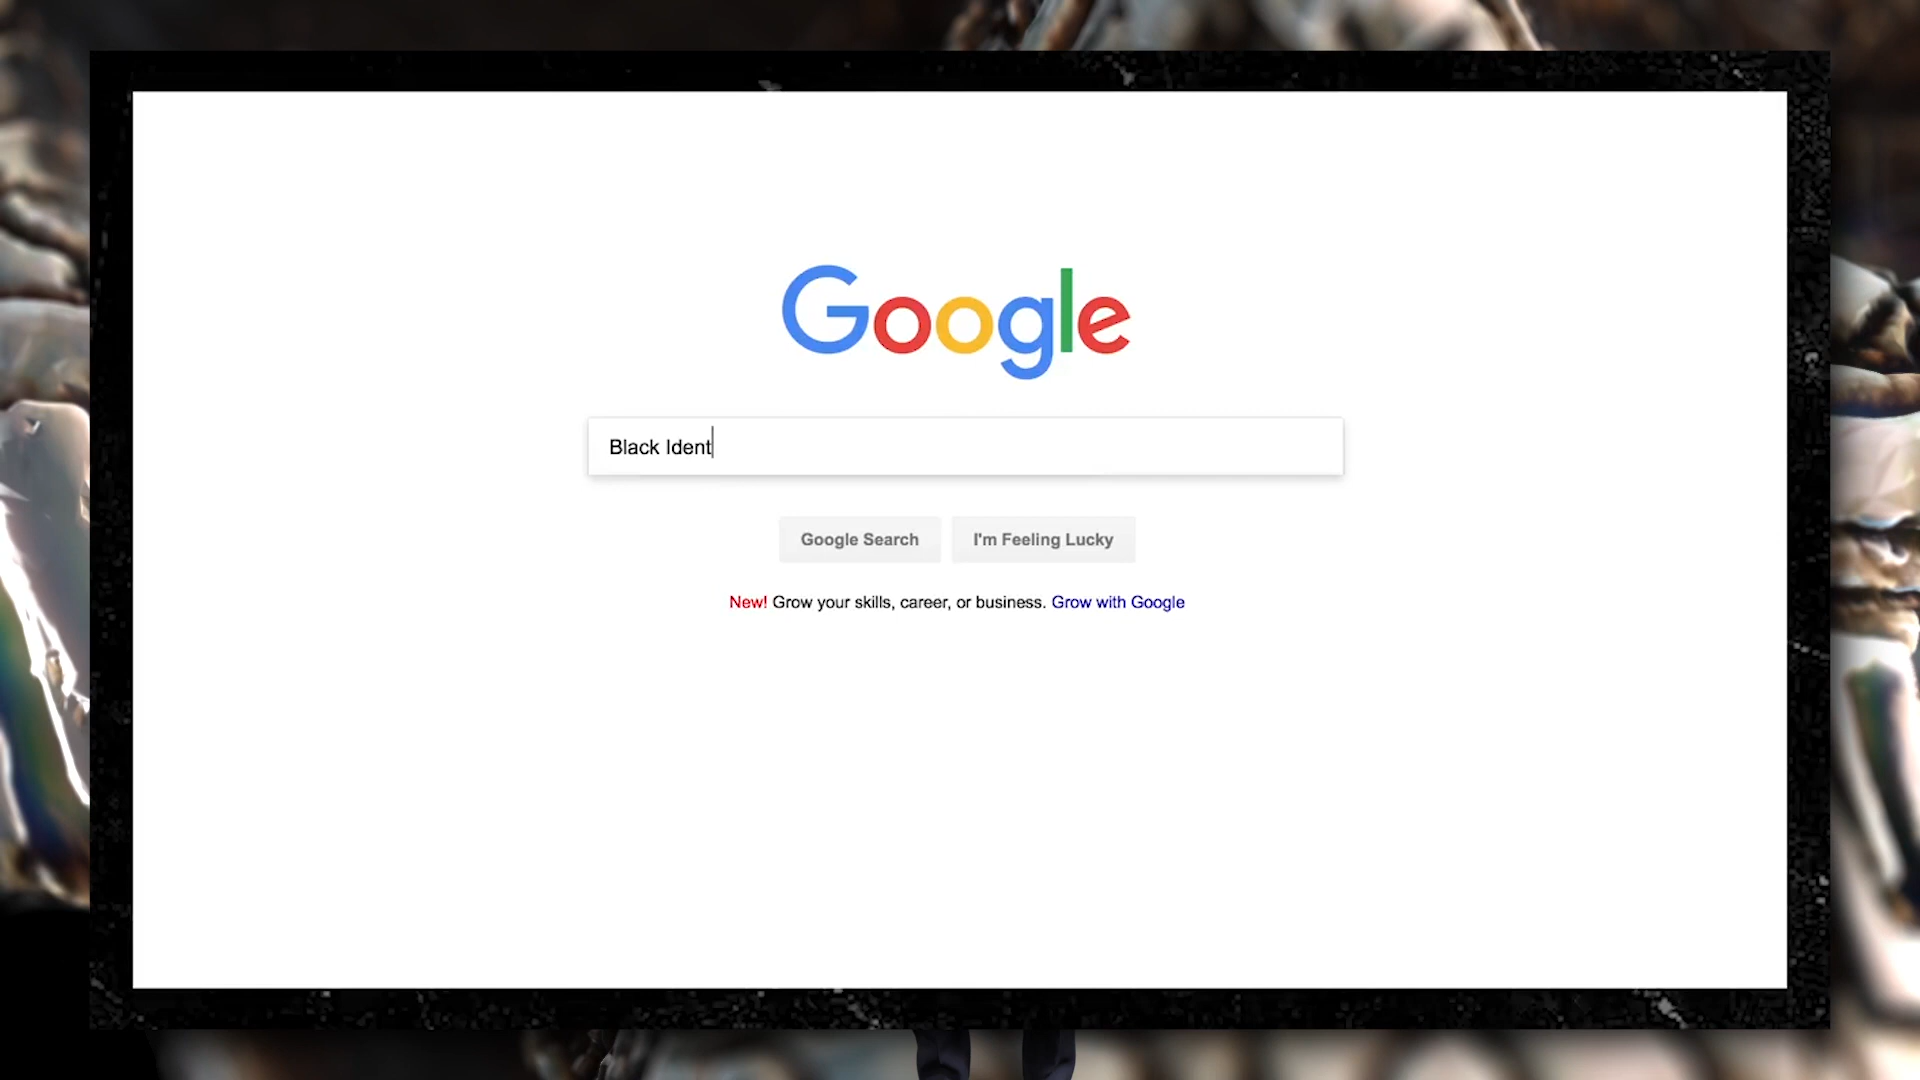 Google
Black Ident
Google Search I'm Feeling Lucky
New! Grow your skills, career, or business. Grow with Google